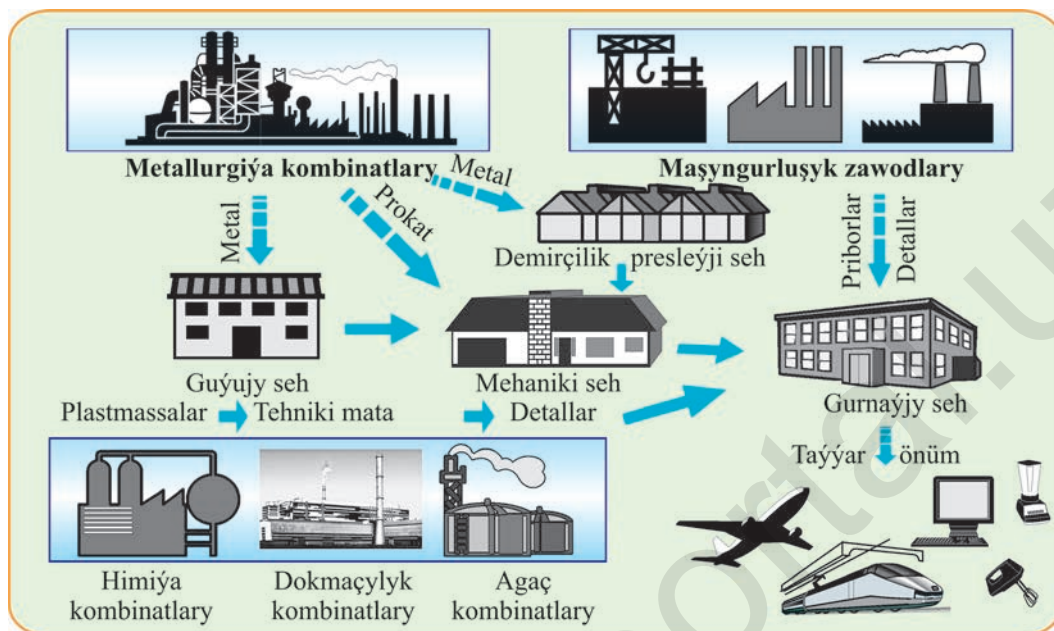 Metallurgiýa kombinatlary
Maşyngurluşyk zawodlary
Metal
Prokat
Metal
Demirçilik presleýji seh
Priborlar
Detallar
Guýujy seh
Mehaniki seh
Gurnaýjy seh
Plastmassalar
Tehniki mata
Detallar
Taýýar önüm
Himiýa
kombinatlary
Dokmaçylyk
kombinatlary
Agaç
kombinatlary